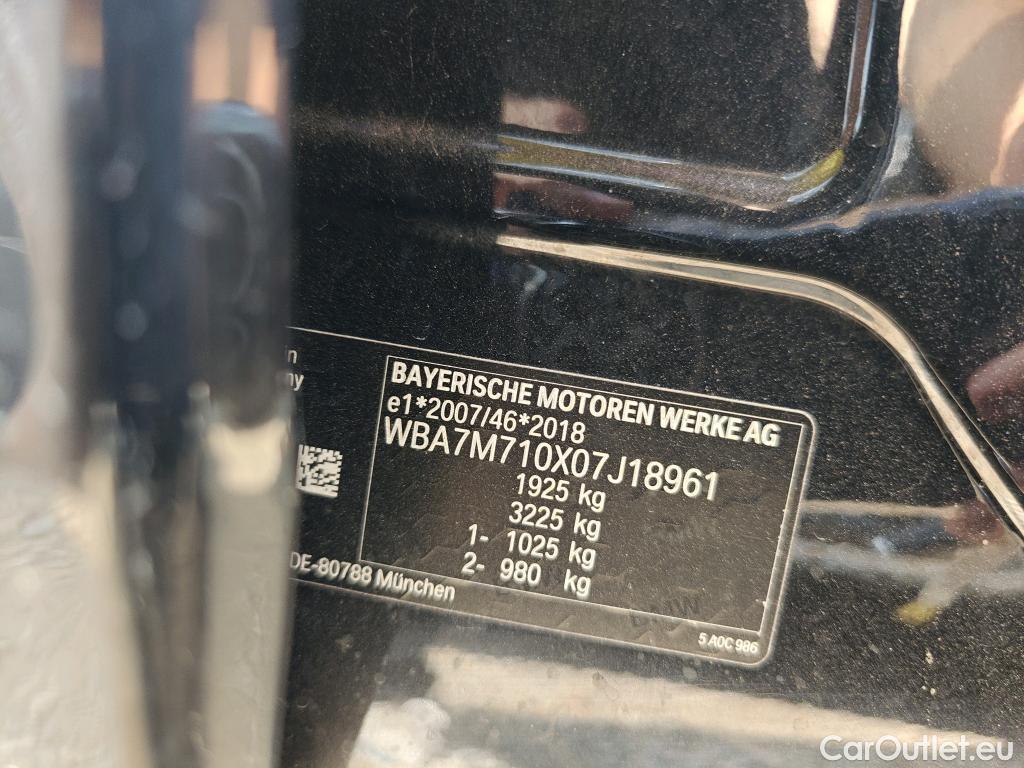 BAYERISCHE MOTOREN WERKE AG
e1*2007/46*2018
WBA7M710X07J18961
1925 kg
3225 kg
1- 1025 kg
2- 980 kg
DE-80788 München
5 A0C 986
BMW
CarOutlet.eu